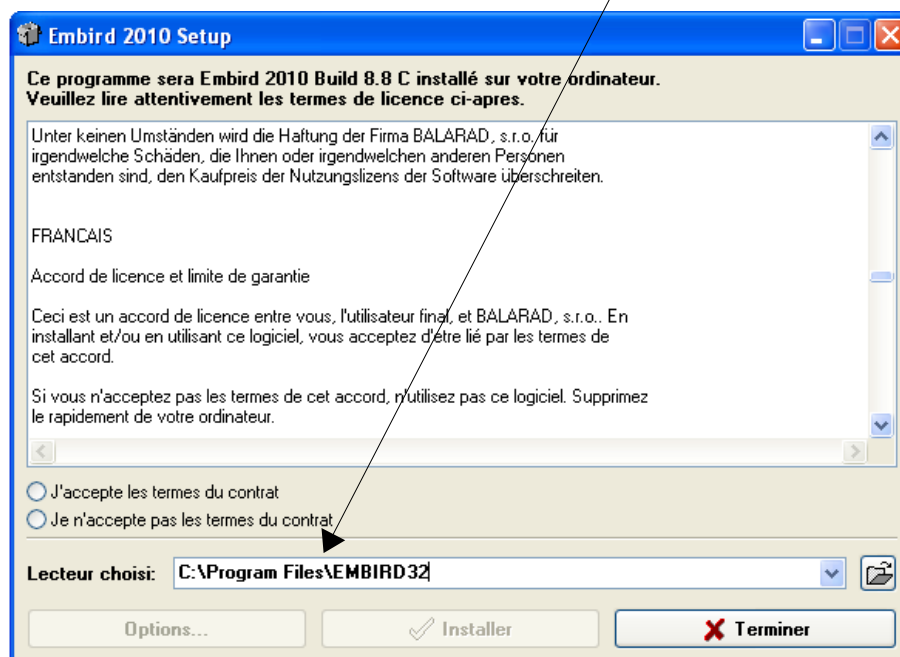 Embird 2010 Setup
Ce programme sera Embird 2010 Build 8.8 C installé sur votre ordinateur.
Veuillez lire attentivement les termes de licence ci-apres.
Unter keinen Umständen wird die Haftung der Firma BALARAD, s.r.o. für
irgendwelche Schäden, die Ihnen oder irgendwelchen anderen Personen
entstanden sind, den Kaufpreis der Nutzungslizens der Software überschreiten.
FRANCAIS
Accord de licence et limite de garantie
Ceci est un accord de licence entre vous, l'utilisateur final, et BALARAD, s.r.o.. En
installant et/ou en utilisant ce logiciel, vous acceptez d'être lié par les termes de
cet accord.
Si vous n'acceptez pas les termes de cet accord, n'utilisez pas ce logiciel. Supprimez
le rapidement de votre ordinateur.
J'accepte les termes du contrat
Je n'accepte pas les termes du contrat
Lecteur choisi: C:\Program Files\EMBIRD32
Options... Installer Terminer